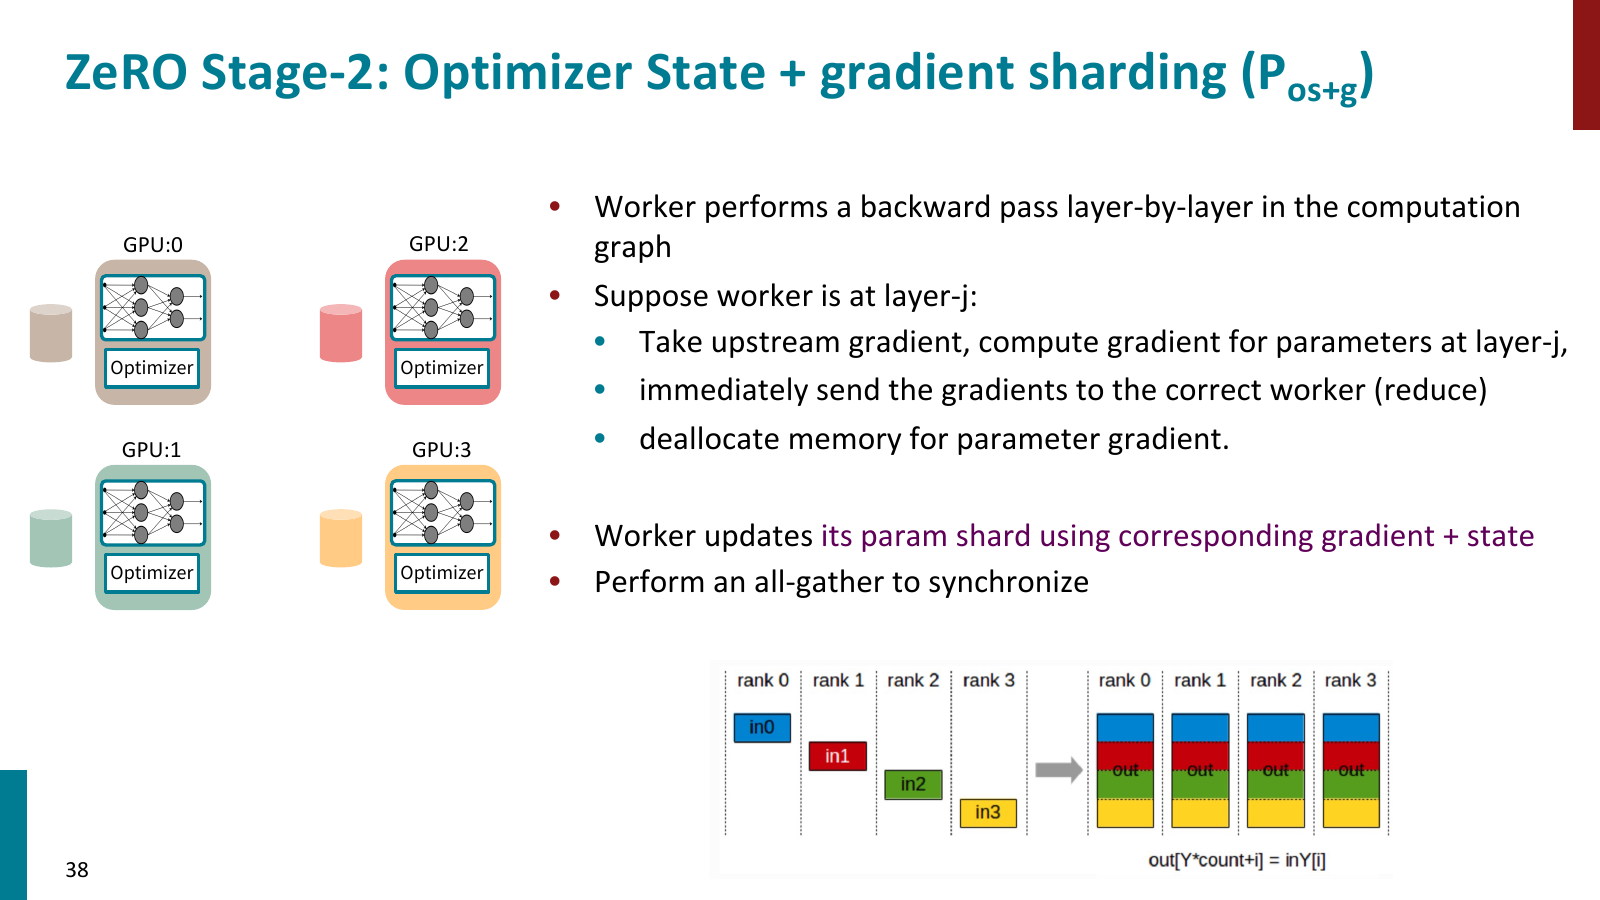 ZeRO Stage-2: Optimizer State + gradient sharding (Pos+g)
GPU:0
Optimizer
GPU:2
Optimizer
GPU:1
Optimizer
GPU:3
Optimizer
• Worker performs a backward pass layer-by-layer in the computation
graph
• Suppose worker is at layer-j:
• Take upstream gradient, compute gradient for parameters at layer-j,
• immediately send the gradients to the correct worker (reduce)
• deallocate memory for parameter gradient.
• Worker updates its param shard using corresponding gradient + state
• Perform an all-gather to synchronize
rank 0 rank 1 rank 2 rank 3 rank 0 rank 1 rank 2 rank 3
in0
in1
out out out out
in2
in3
out[Y*count+i] = inY[i]
38